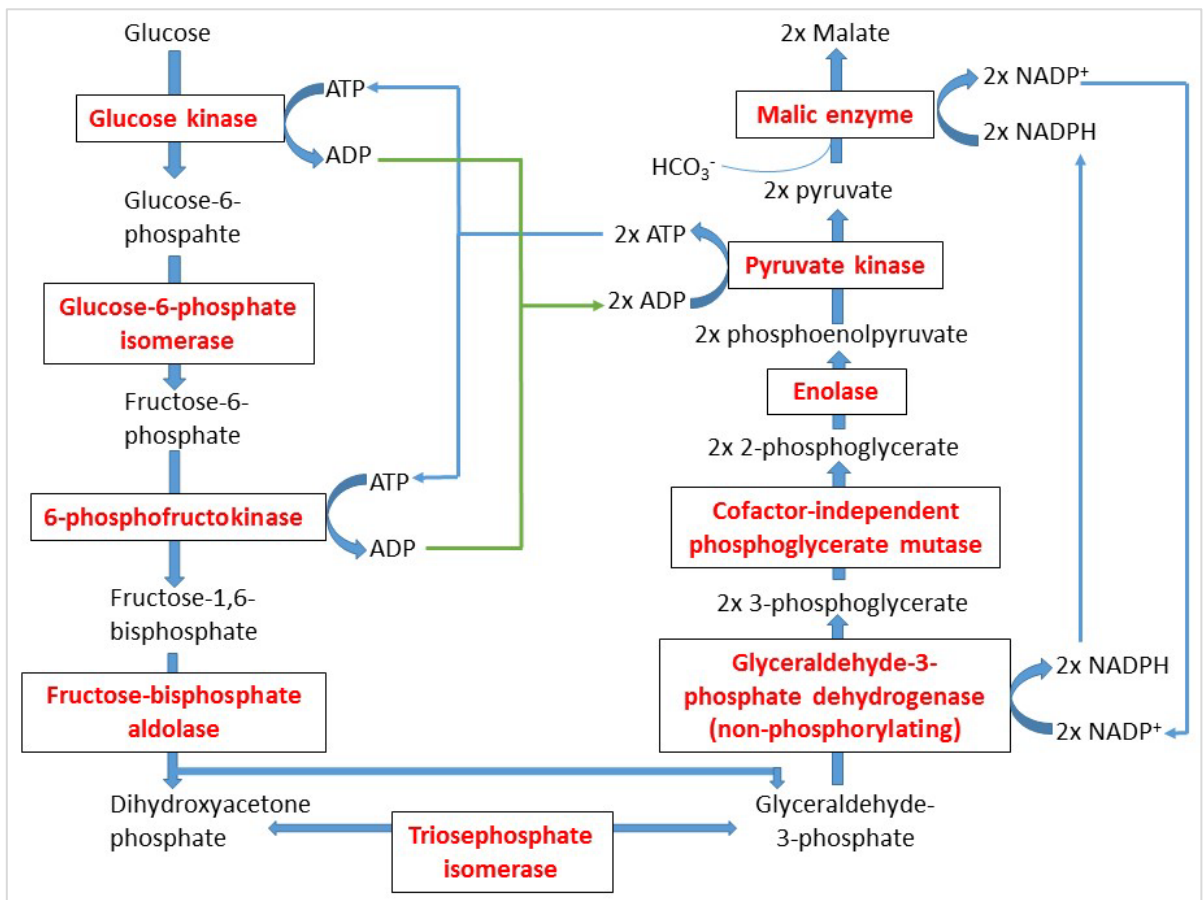 Glucose
Glucose kinase
ATP
ADP
Glucose-6-
phospahte
Glucose-6-phosphate
isomerase
Fructose-6-
phosphate
6-phosphofructokinase
ATP
ADP
Fructose-1,6-
bisphosphate
Fructose-bisphosphate
aldolase
Dihydroxyacetone
phosphate
Triosephosphate
isomerase
Glyceraldehyde-
3-phosphate
Glyceraldehyde-3-
phosphate dehydrogenase
(non-phosphorylating)
2x NADPH
2x NADP⁺
2x 3-phosphoglycerate
Cofactor-independent
phosphoglycerate mutase
2x 2-phosphoglycerate
Enolase
2x phosphoenolpyruvate
Pyruvate kinase
2x ATP
2x ADP
2x pyruvate
HCO₃⁻
Malic enzyme
2x NADP⁺
2x NADPH
2x Malate